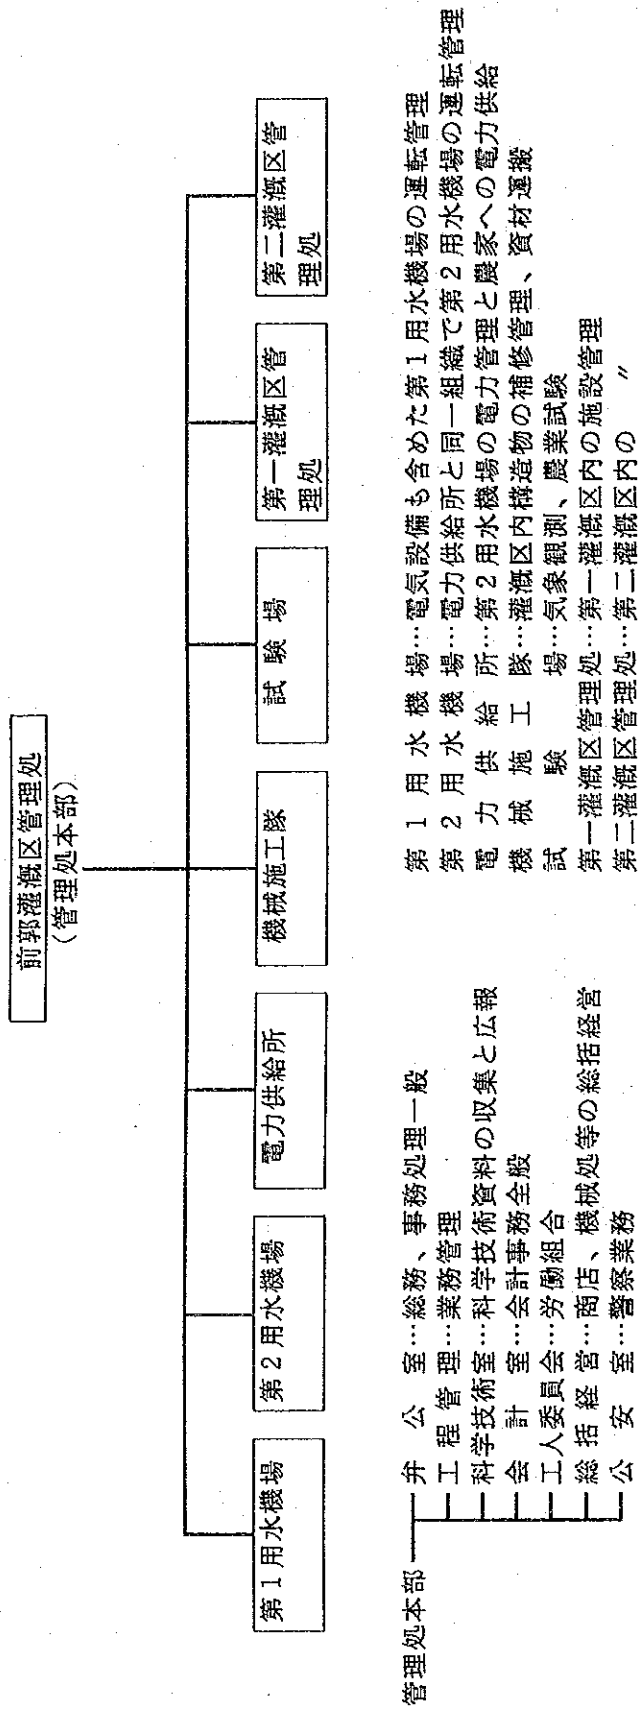 前郭灌漑区管理処
(管理処本部)
第1用水機場
第2用水機場
電力供給所
機械施工隊
試験場
第一灌漑区管
理処
第二灌漑区管
理処
管理処本部
弁公室…総務、事務処理一般
工程管理…業務管理
科学技術室…科学技術資料の収集と広報
会計室…会計事務全般
工人委員会…労働組合
総括経営…商店、機械処等の総括経営
公安室…警察業務
第1用水機場…電気設備も含めた第1用水機場の運転管理
第2用水機場…電力供給所と同一組織で第2用水機場の運転管理
電力供給所…第2用水機場の電力管理と農家への電力供給
機械施工隊…灌漑区内構造物の補修管理、資材運搬
試験場…気象観測、農業試験
第一灌漑区管理処…第一灌漑区内の施設管理
第二灌漑区管理処…第二灌漑区内の〃